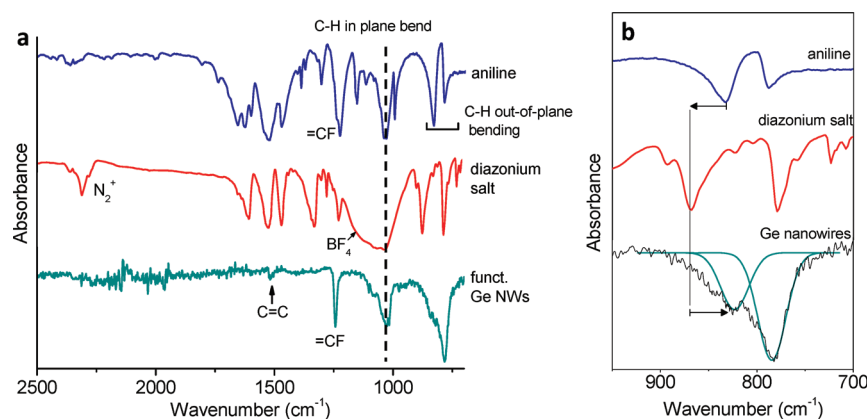 a
C-H in plane bend
aniline
C-H out-of-plane
bending
=CF
diazonium
salt
N₂⁺
BF₄
funct.
Ge NWs
C=C
=CF
2500 2000 1500 1000
Wavenumber (cm⁻¹)
Absorbance
b
aniline
diazonium salt
Ge nanowires
900 800 700
Wavenumber (cm⁻¹)
Absorbance